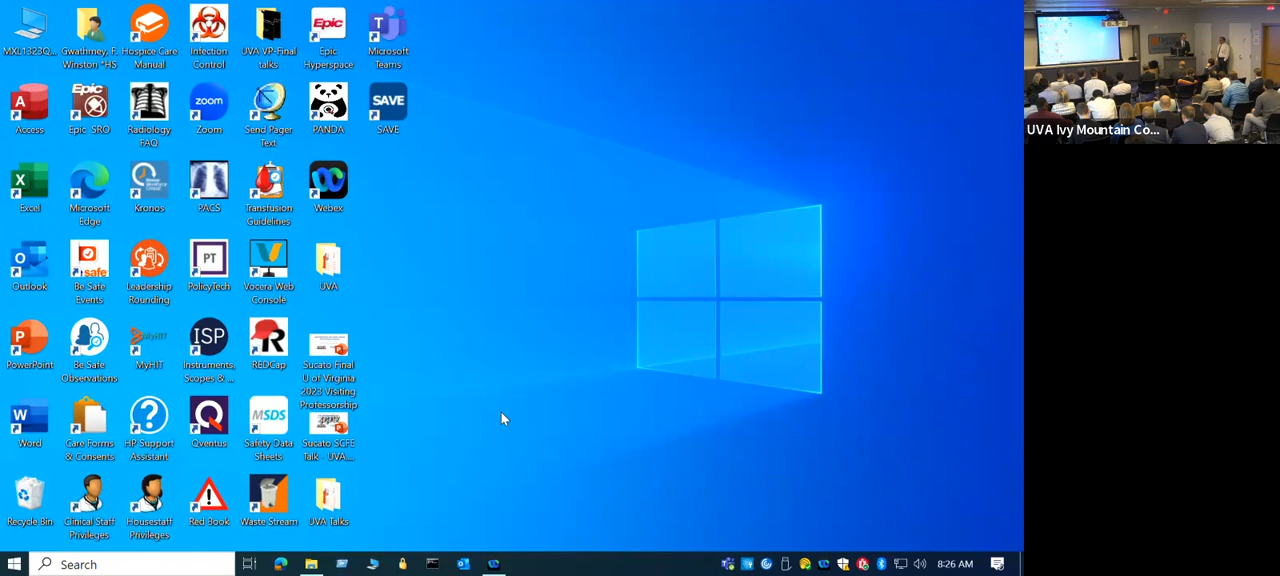 MXL1323Q...
Gwathmey, F.
Winston *HS
Hospice Care
Manual
Infection
Control
UVA VP-Final
talks
Epic
Epic
Hyperspace
Microsoft
Teams
Access
Epic
Epic SRO
Radiology
FAQ
zoom
Zoom
Send Pager
Text
PANDA
SAVE
SAVE
Excel
Microsoft
Edge
Kronos
PACS
Transfusion
Guidelines
Webex
Outlook
safe
Be Safe
Events
Leadership
Rounding
PT
PolicyTech
Vocera Web
Console
UVA
PowerPoint
Be Safe
Observations
MyHIT
MyHIT
ISP
Instruments,
Scopes & ...
REDCap
Sucato Final
U of Virginia
2023 Visiting
Professorship
Word
Care Forms
& Consents
HP Support
Assistant
Qventus
MSDS
Safety Data
Sheets
Sucato SCFE
Talk - UVA....
Recycle Bin
Clinical Staff
Privileges
Housestaff
Privileges
Red Book
Waste Stream
UVA Talks
Search
8:26 AM
UVA Ivy Mountain Co...